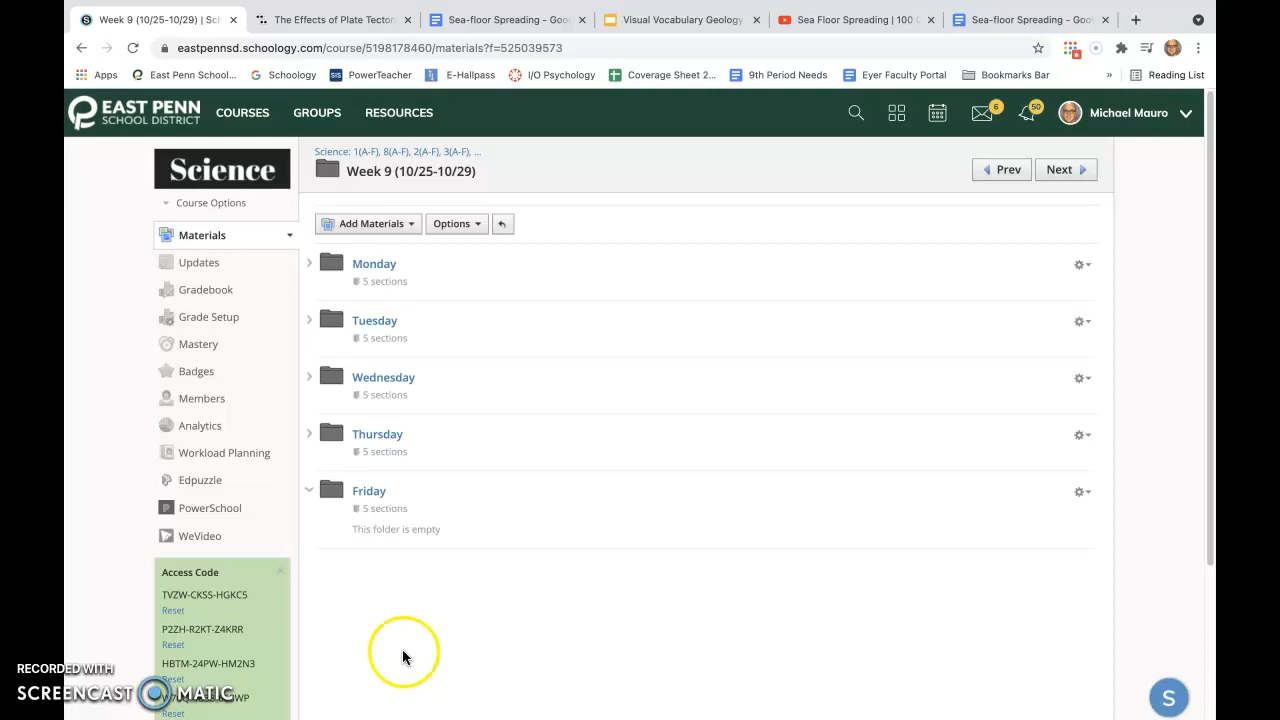 Week 9 (10/25-10/29) | Sch
The Effects of Plate Tecton
Sea-floor Spreading - Goo
Visual Vocabulary Geology
Sea Floor Spreading | 100
Sea-floor Spreading - Goo
eastpennsd.schoology.com/course/5198178460/materials?f=525039573
Apps East Penn School... Schoology PowerTeacher E-Hallpass I/O Psychology Coverage Sheet 2... 9th Period Needs Eyer Faculty Portal Bookmarks Bar » Reading List
EAST PENN
SCHOOL DISTRICT
COURSES GROUPS RESOURCES 6 50 Michael Mauro
Science
Course Options
Materials
Updates
Gradebook
Grade Setup
Mastery
Badges
Members
Analytics
Workload Planning
Edpuzzle
PowerSchool
WeVideo
Access Code
TVZW-CKSS-HGKC5
Reset
P2ZH-R2KT-Z4KRR
Reset
HBTM-24PW-HM2N3
Reset
Reset
Science: 1(A-F), 8(A-F), 2(A-F), 3(A-F), ...
Week 9 (10/25-10/29)
Prev Next
Add Materials Options
Monday
5 sections
Tuesday
5 sections
Wednesday
5 sections
Thursday
5 sections
Friday
5 sections
This folder is empty
RECORDED WITH
SCREENCAST MATIC
S